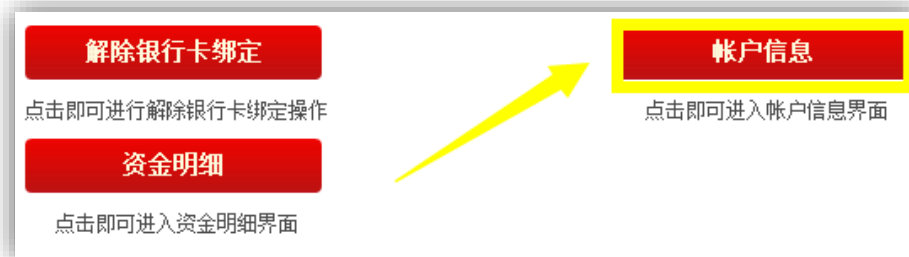 解除银行卡绑定
帐户信息
点击即可进行解除银行卡绑定操作
点击即可进入帐户信息界面
资金明细
点击即可进入资金明细界面